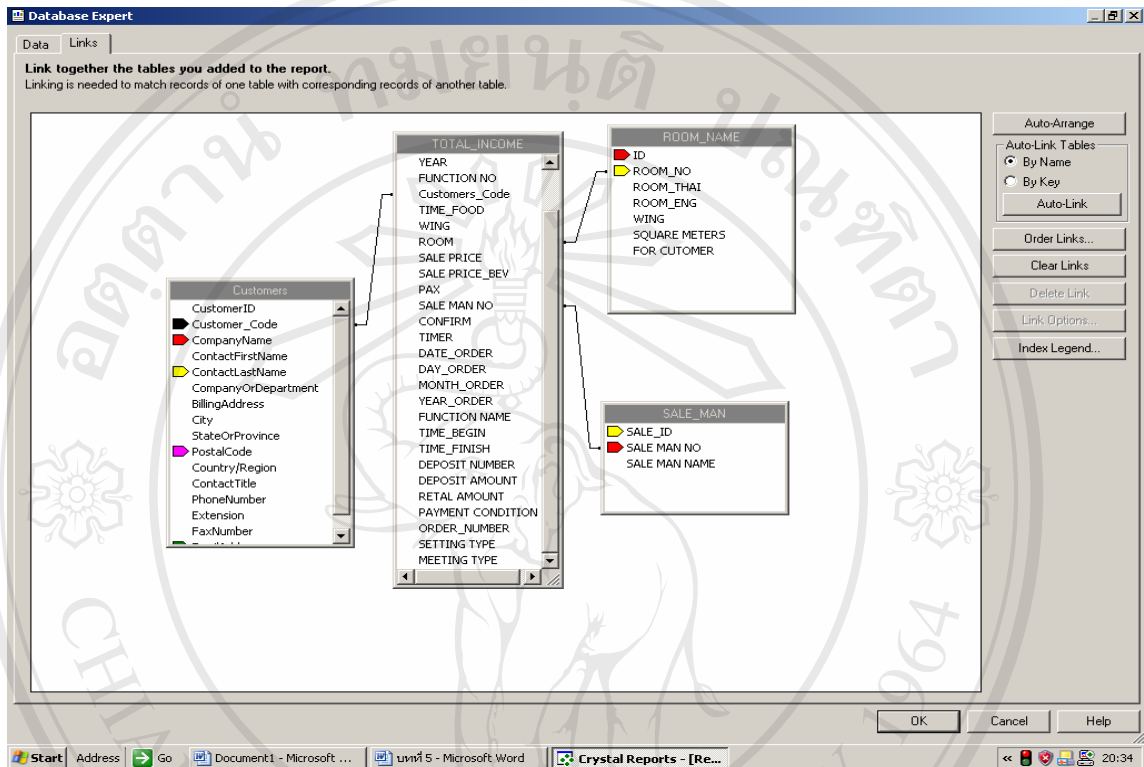 Database Expert
Data
Links
Link together the tables you added to the report.
Linking is needed to match records of one table with corresponding records of another table.
Customers
CustomerID
Customer_Code
CompanyName
ContactFirstName
ContactLastName
CompanyOrDepartment
BillingAddress
City
StateOrProvince
PostalCode
Country/Region
ContactTitle
PhoneNumber
Extension
FaxNumber
TOTAL_INCOME
YEAR
FUNCTION NO
Customers_Code
TIME_FOOD
WING
ROOM
SALE PRICE
SALE PRICE_BEV
PAX
SALE MAN NO
CONFIRM
TIMER
DATE_ORDER
DAY_ORDER
MONTH_ORDER
YEAR_ORDER
FUNCTION NAME
TIME_BEGIN
TIME_FINISH
DEPOSIT NUMBER
DEPOSIT AMOUNT
RETAL AMOUNT
PAYMENT CONDITION
ORDER_NUMBER
SETTING TYPE
MEETING TYPE
ROOM_NAME
ID
ROOM_NO
ROOM_THAI
ROOM_ENG
WING
SQUARE METERS
FOR CUTOMER
SALE_MAN
SALE_ID
SALE MAN NO
SALE MAN NAME
Auto-Arrange
Auto-Link Tables
By Name
By Key
Auto-Link
Order Links...
Clear Links
Delete Link
Link Options...
Index Legend...
OK
Cancel
Help
Start
Address
Go
Document1 - Microsoft ...
บทที่ 5 - Microsoft Word
Crystal Reports - [Re...
20:34
1964